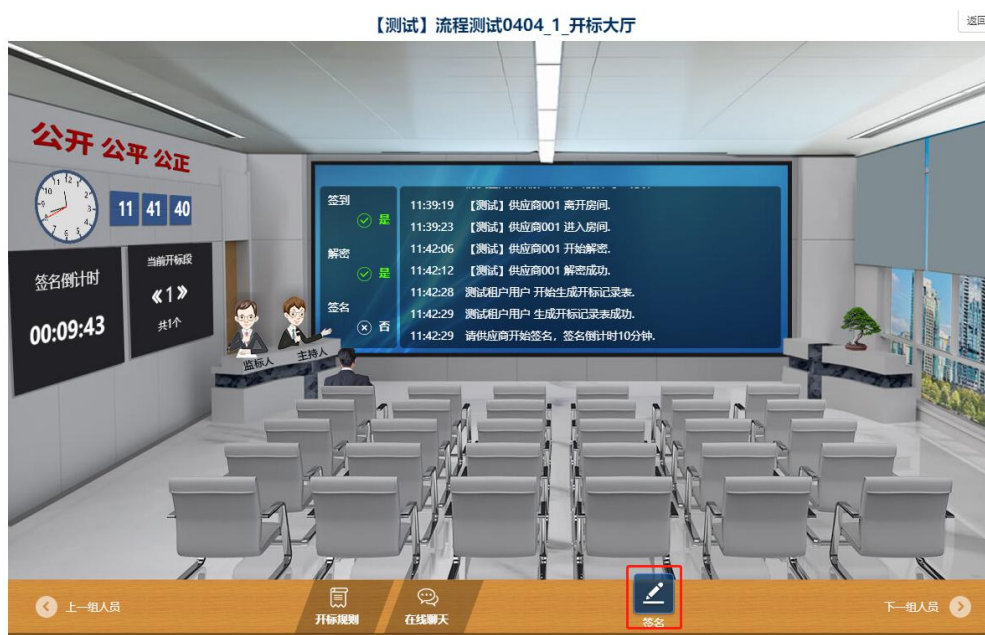 【测试】流程测试0404_1_开标大厅
返回
公开 公平 公正
11 41 40
签名倒计时
00:09:43
当前开标段
《1》
共1个
签到
是
解密
是
签名
否
11:39:19 【测试】供应商001 离开房间.
11:39:23 【测试】供应商001 进入房间.
11:42:06 【测试】供应商001 开始解密.
11:42:12 【测试】供应商001 解密成功.
11:42:28 测试租户用户 开始生成开标记录表.
11:42:29 测试租户用户 生成开标记录表成功.
11:42:29 请供应商开始签名，签名倒计时10分钟.
监标人
主持人
上一组人员
开标规则
在线聊天
签名
下一组人员